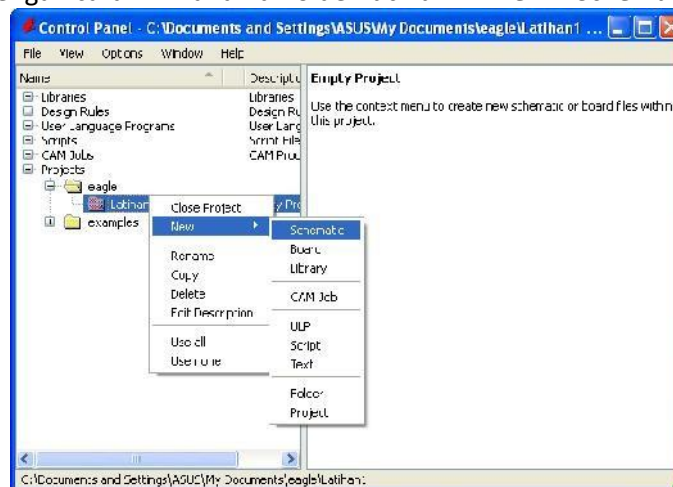 Control Panel - C:\Documents and Settings\ASUS\My Documents\eagle\Latihan1 ...
File View Options Window Help
Name Descripti
Empty Project
Libraries Libraries
Use the context menu to create new schematic or board files within
this project.
Design Rules Design Ru
User Language Programs User Lang
Scripts Script File
CAM Jobs CAM Proc
Projects
eagle
Latihan
examples
Close Project
New
Rename
Copy
Delete
Edit Description
Use all
Use none
Schematic
Board
Library
CAM Job
ULP
Script
Text
Folder
Project
C:\Documents and Settings\ASUS\My Documents\eagle\Latihan1